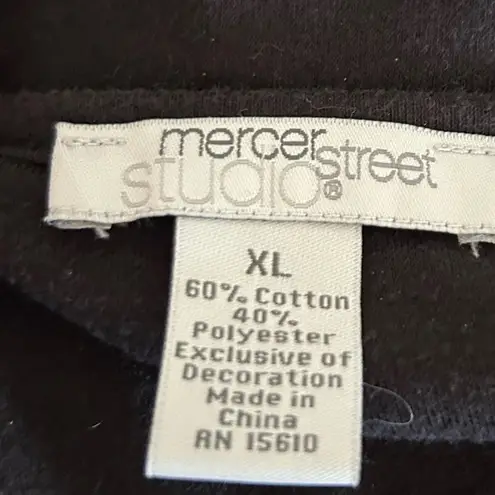 mercer street
studio®
XL
60% Cotton
40%
Polyester
Exclusive of
Decoration
Made in
China
RN 15610